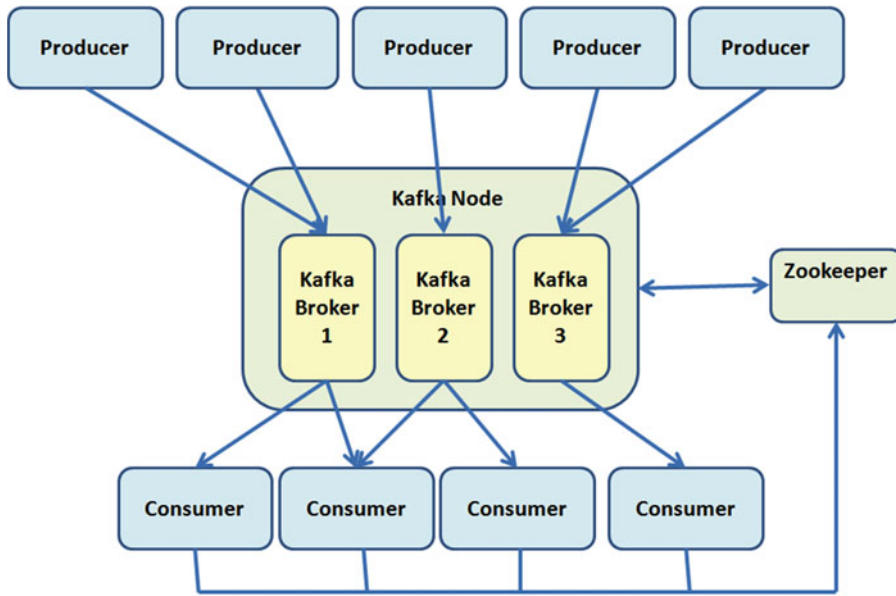 Producer
Producer
Producer
Producer
Producer
Kafka Node
Kafka
Broker
1
Kafka
Broker
2
Kafka
Broker
3
Zookeeper
Consumer
Consumer
Consumer
Consumer